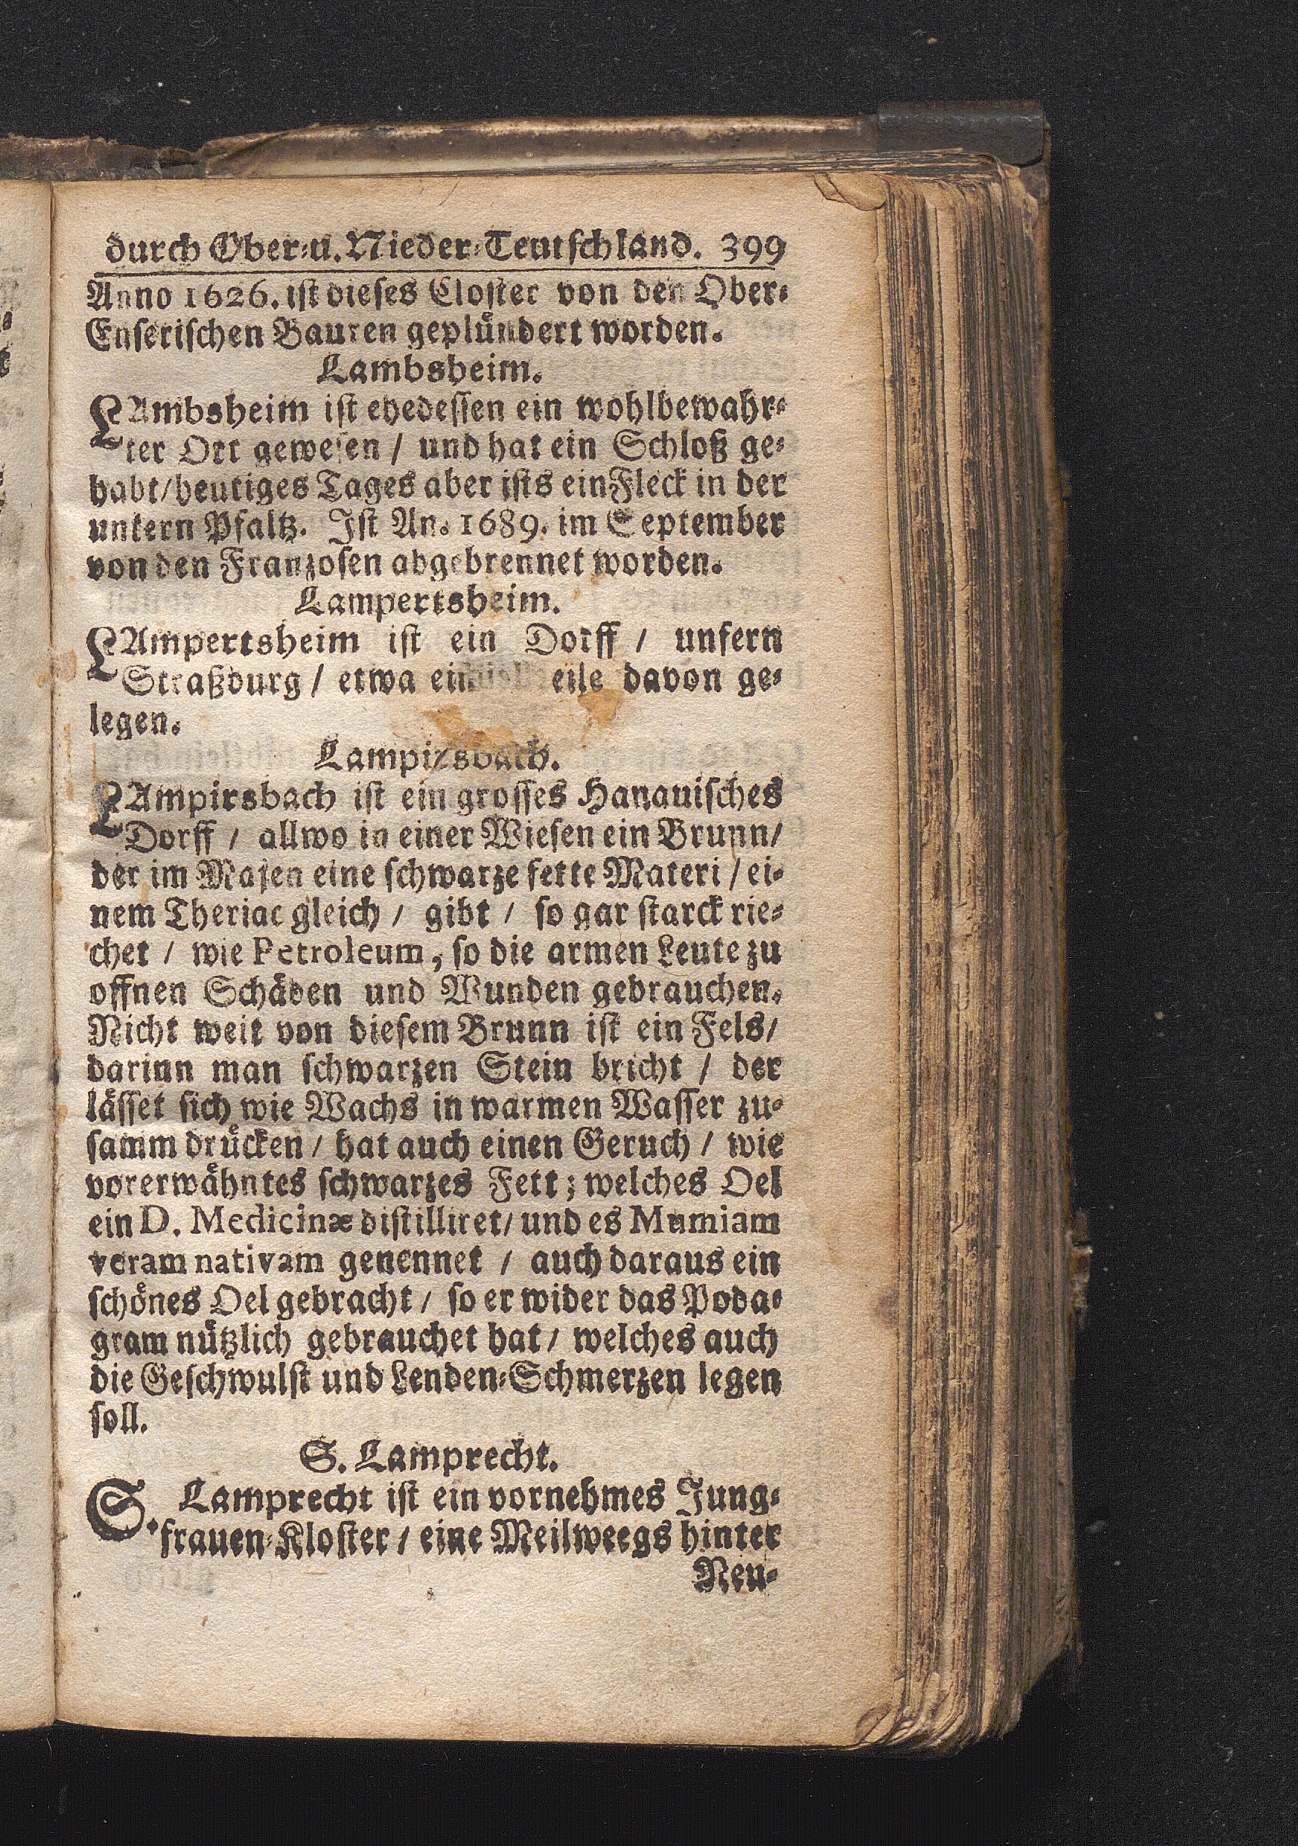 durch Ober-u. Nieder-Teutschland. 399
Anno 1626. ist dieses Closter von den Ober-
Enserischen Bauren geplündert worden.
Lambsheim.
LAmbsheim ist ehedessen ein wohlbewahr-
ter Ort gewesen / und hat ein Schloß ge-
habt / heutiges Tages aber ists ein Fleck in der
untern Pfaltz. Ist An. 1689. im September
von den Franzosen abgebrennet worden.
Lampertsheim.
LAmpertsheim ist ein Dorff / unfern
Straßburg / etwa davon ge-
legen.
Lampirsbach.
LAmpirsbach ist ein grosses Hanauisches
Dorff / allwo in einer Wiesen ein Brunn /
der im Majen eine schwarze fette Materi / ei-
nem Theriac gleich / gibt / so gar starck rie-
chet / wie Petroleum, so die armen Leute zu
offnen Schäden und Wunden gebrauchen.
Nicht weit von diesem Brunn ist ein Fels /
darinn man schwarzen Stein bricht / der
lässet sich wie Wachs in warmen Wasser zu-
samm drücken / hat auch einen Geruch / wie
vorerwähntes schwarzes Fett; welches Oel
ein D. Medicinæ distilliret / und es Mumiam
veram nativam genennet / auch daraus ein
schönes Oel gebracht / so er wider das Poda-
gram nützlich gebrauchet hat / welches auch
die Geschwulst und Lenden-Schmerzen legen
soll.
S. Lamprecht.
S. Lamprecht ist ein vornehmes Jung-
frauen-Kloster / eine Meilweegs hinter
Neu-